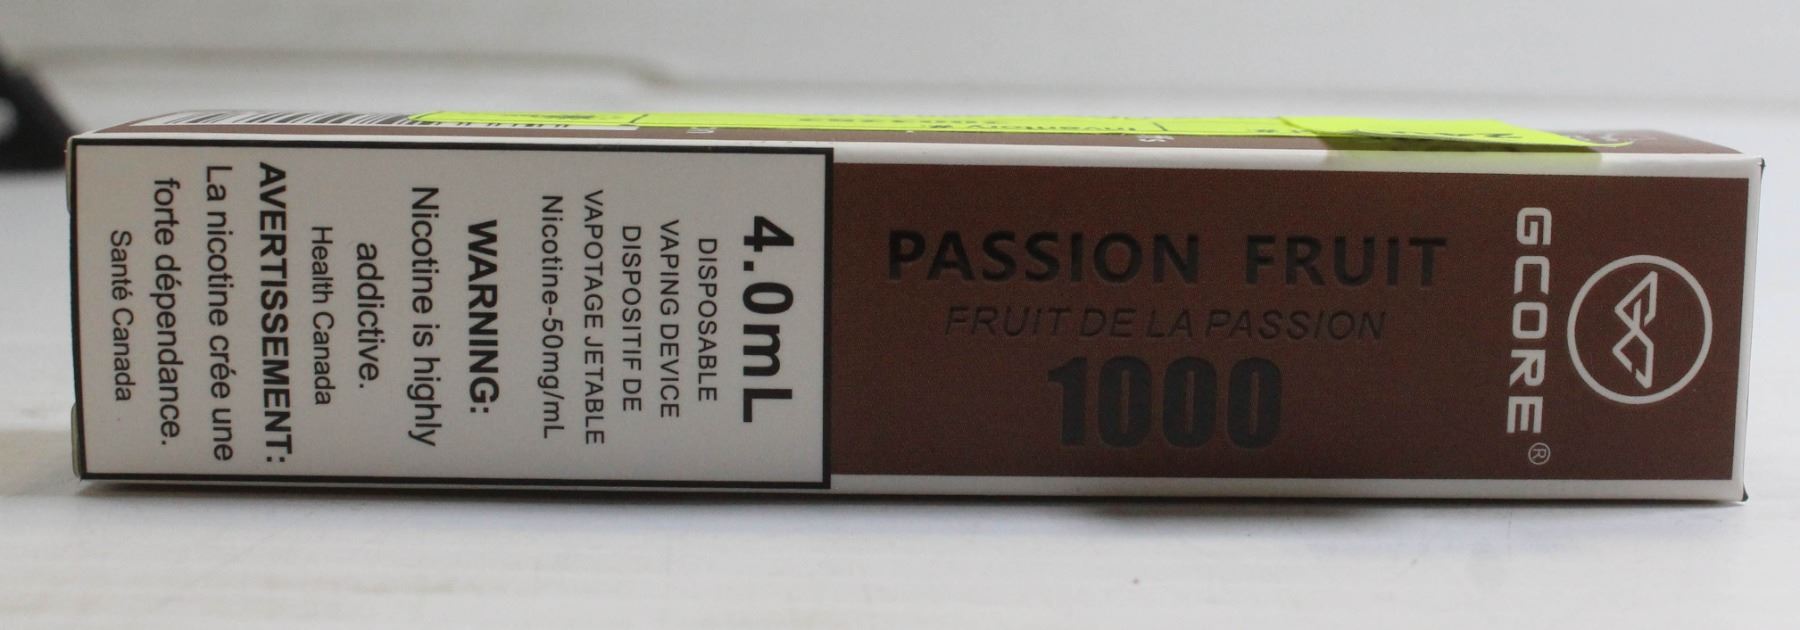 GCORE®
PASSION FRUIT
FRUIT DE LA PASSION
1000
4.0mL
DISPOSABLE
VAPING DEVICE
DISPOSITIF DE
VAPOTAGE JETABLE
Nicotine-50mg/mL
WARNING:
Nicotine is highly
addictive.
Health Canada
AVERTISSEMENT:
La nicotine crée une
forte dépendance.
Santé Canada
Inventory #: